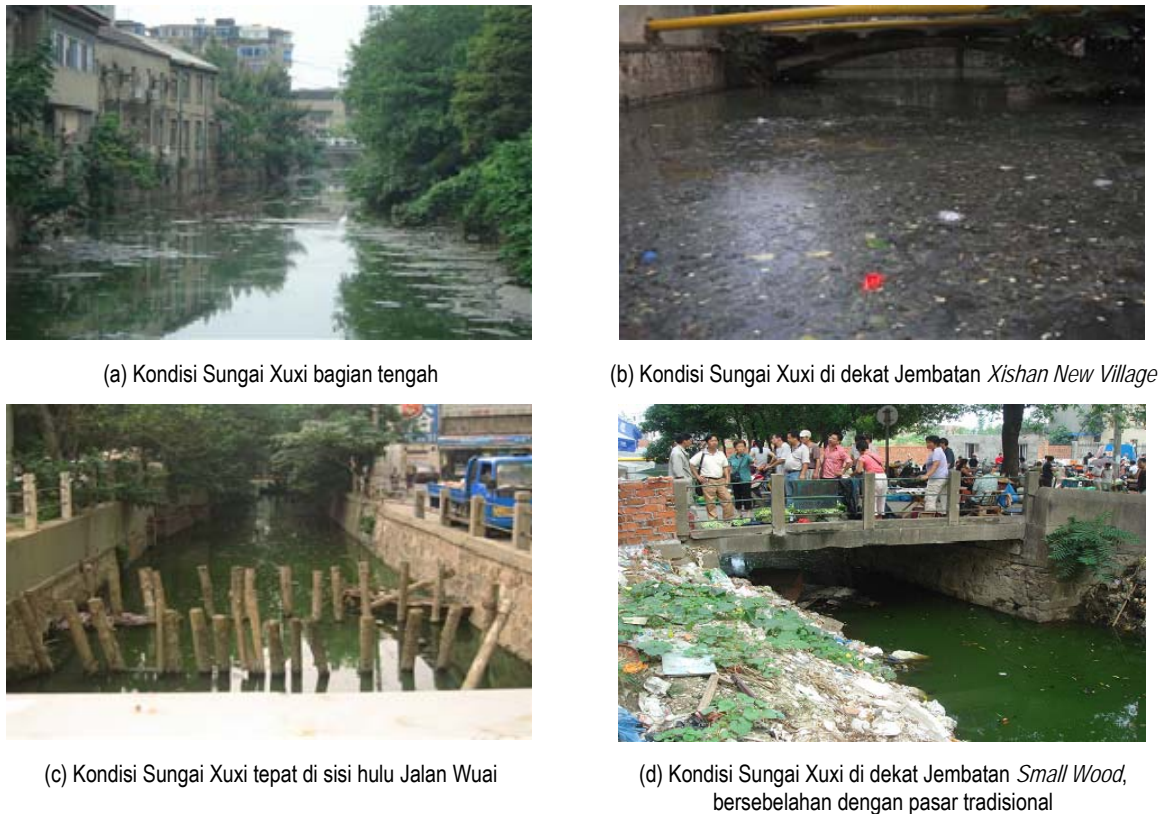 (a) Kondisi Sungai Xuxi bagian tengah
(b) Kondisi Sungai Xuxi di dekat Jembatan Xishan New Village
(c) Kondisi Sungai Xuxi tepat di sisi hulu Jalan Wuai
(d) Kondisi Sungai Xuxi di dekat Jembatan Small Wood,
bersebelahan dengan pasar tradisional